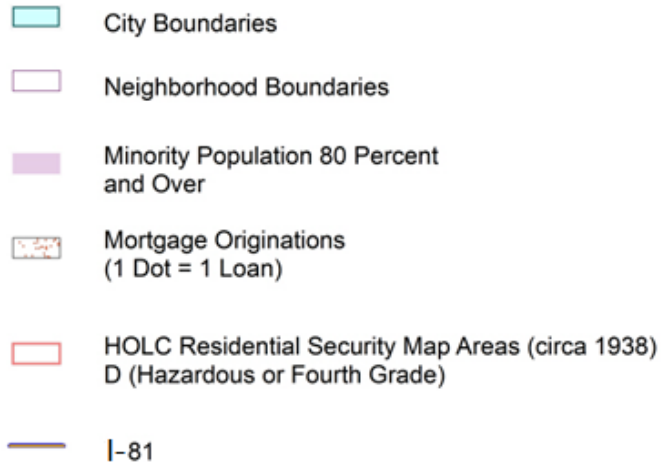 City Boundaries
Neighborhood Boundaries
Minority Population 80 Percent
and Over
Mortgage Originations
(1 Dot = 1 Loan)
HOLC Residential Security Map Areas (circa 1938)
D (Hazardous or Fourth Grade)
I-81